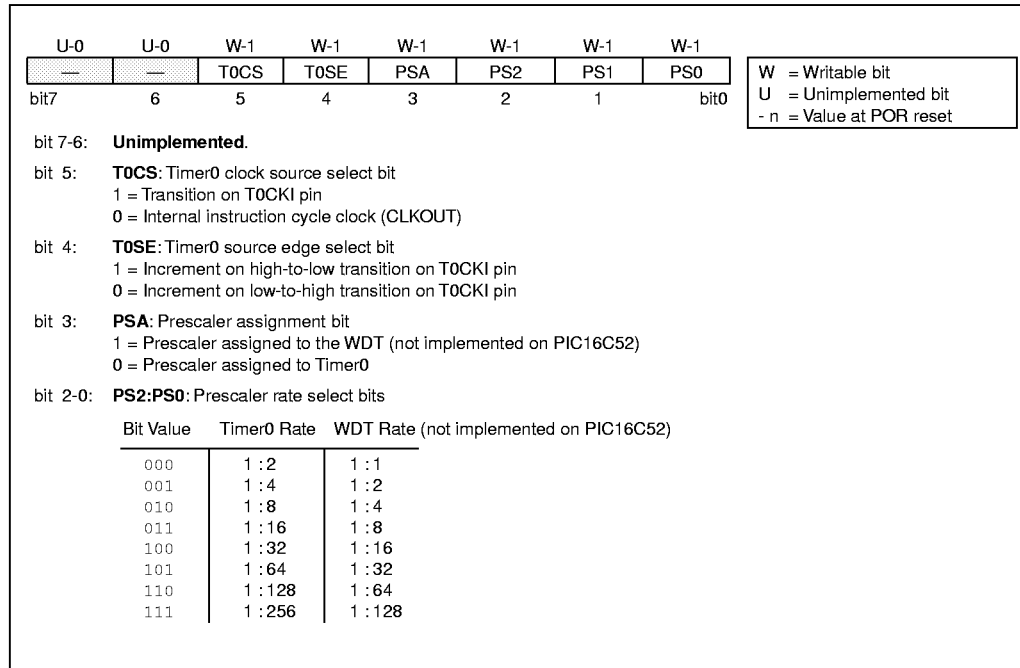 U-0 U-0 W-1 W-1 W-1 W-1 W-1 W-1
— — T0CS T0SE PSA PS2 PS1 PS0
bit7 6 5 4 3 2 1 bit0
W = Writable bit
U = Unimplemented bit
- n = Value at POR reset
bit 7-6: Unimplemented.
bit 5: T0CS: Timer0 clock source select bit
1 = Transition on T0CKI pin
0 = Internal instruction cycle clock (CLKOUT)
bit 4: T0SE: Timer0 source edge select bit
1 = Increment on high-to-low transition on T0CKI pin
0 = Increment on low-to-high transition on T0CKI pin
bit 3: PSA: Prescaler assignment bit
1 = Prescaler assigned to the WDT (not implemented on PIC16C52)
0 = Prescaler assigned to Timer0
bit 2-0: PS2:PS0: Prescaler rate select bits
Bit Value Timer0 Rate WDT Rate (not implemented on PIC16C52)
000 1 : 2 1 : 1
001 1 : 4 1 : 2
010 1 : 8 1 : 4
011 1 : 16 1 : 8
100 1 : 32 1 : 16
101 1 : 64 1 : 32
110 1 : 128 1 : 64
111 1 : 256 1 : 128